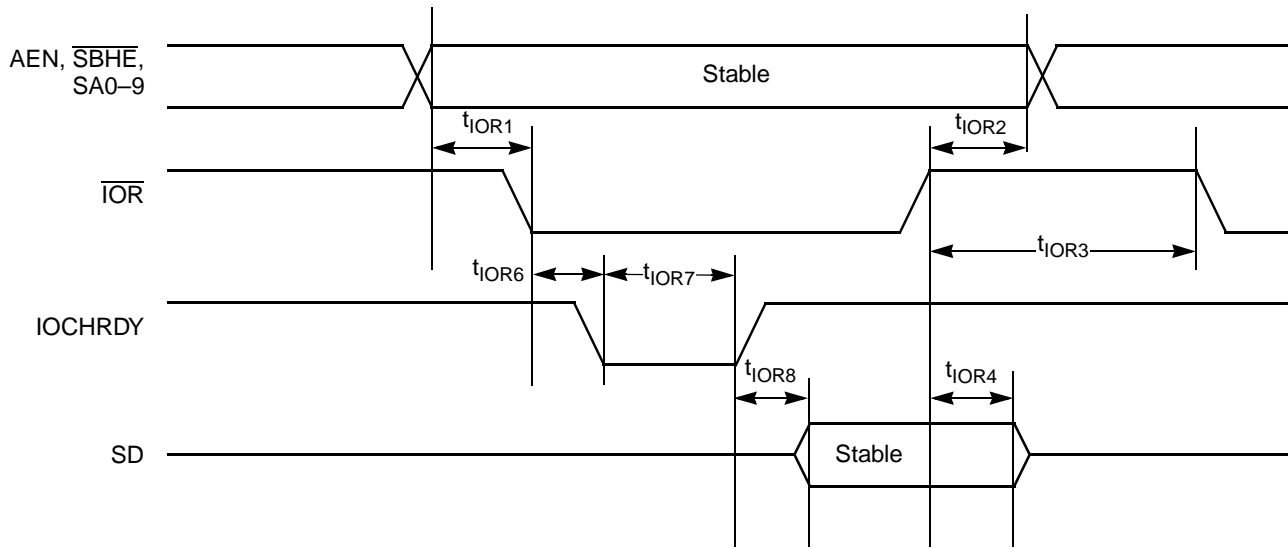 AEN, SBHE,
SA0–9
Stable
tIOR1
tIOR2
IOR
tIOR3
tIOR6
tIOR7
IOCHRDY
tIOR8
tIOR4
SD
Stable